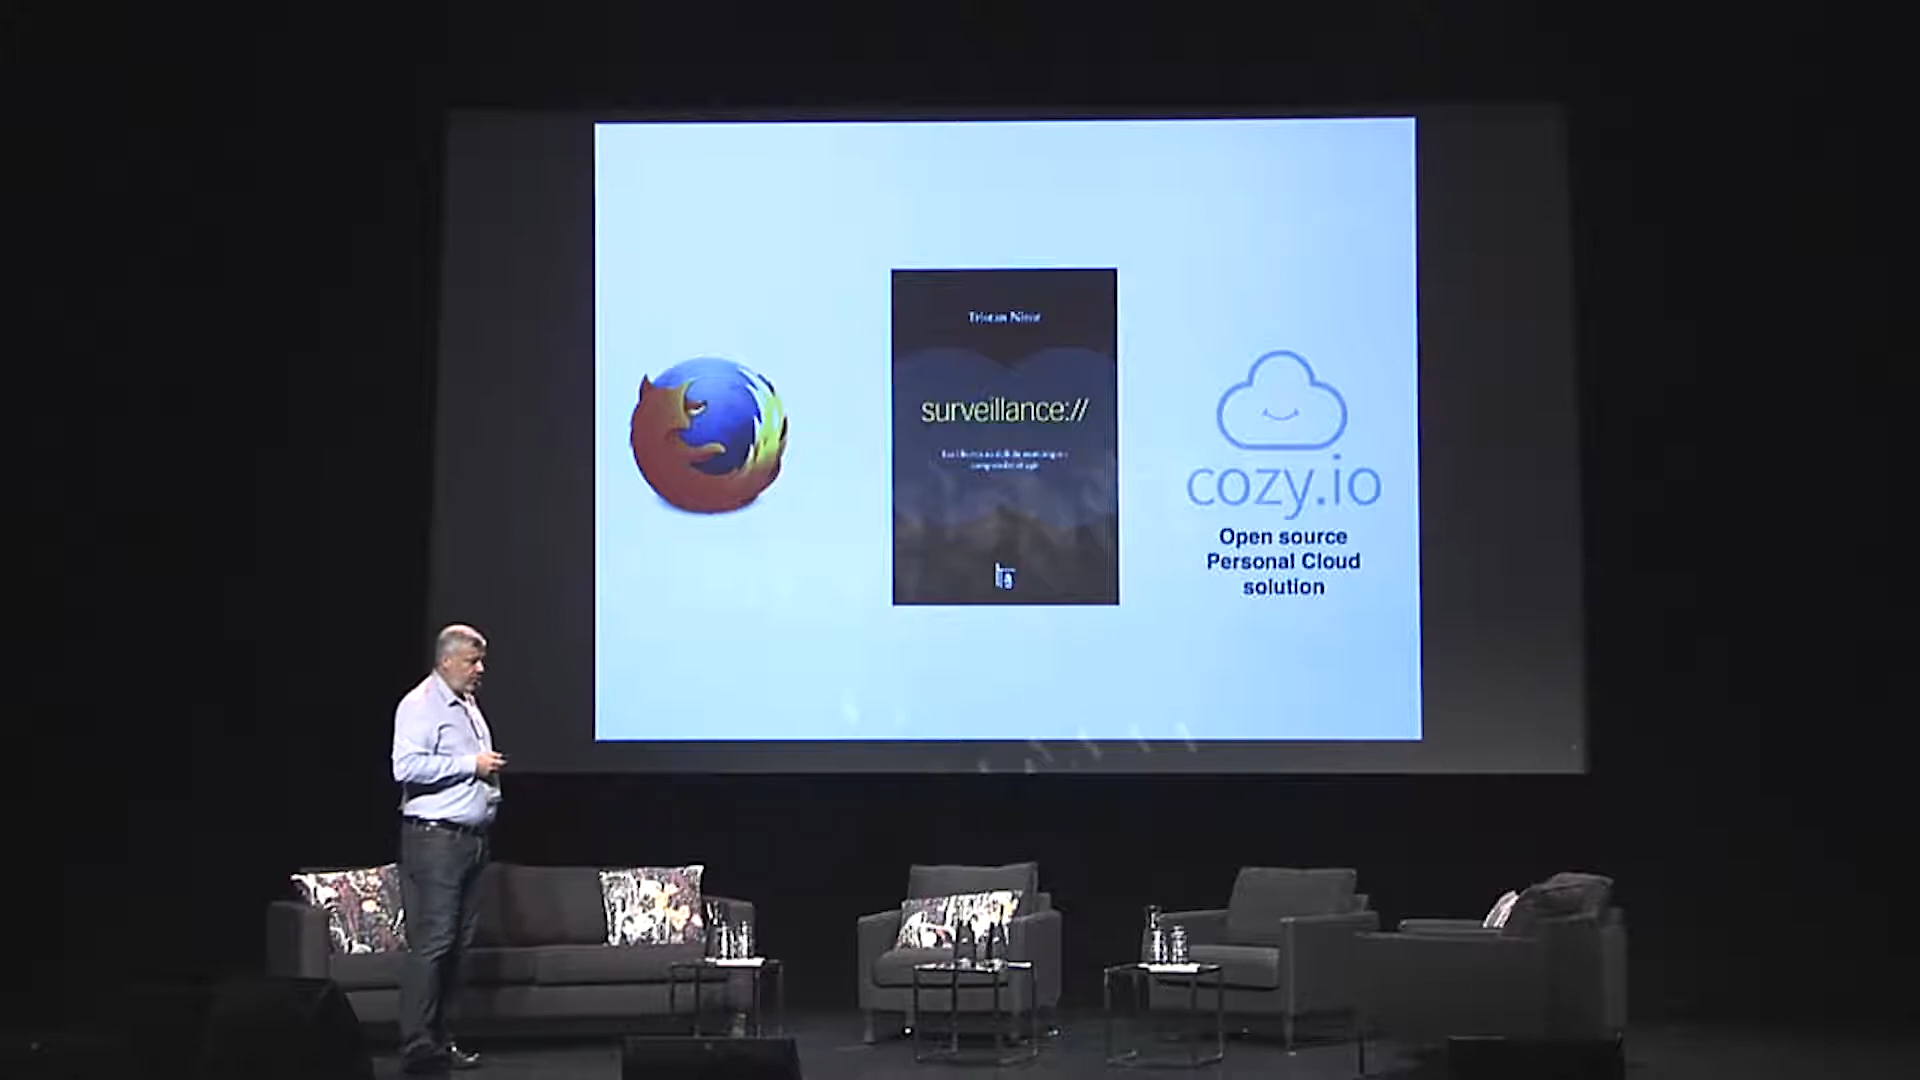 Tristan Nitot
surveillance://
cozy.io
Open source
Personal Cloud
solution